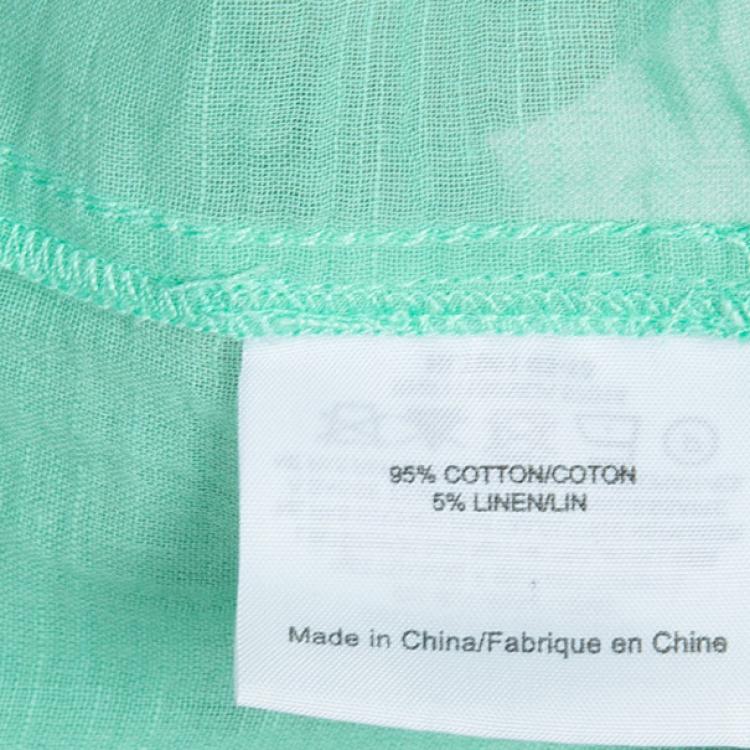 95% COTTON/COTON
5% LINEN/LIN
Made in China/Fabrique en Chine